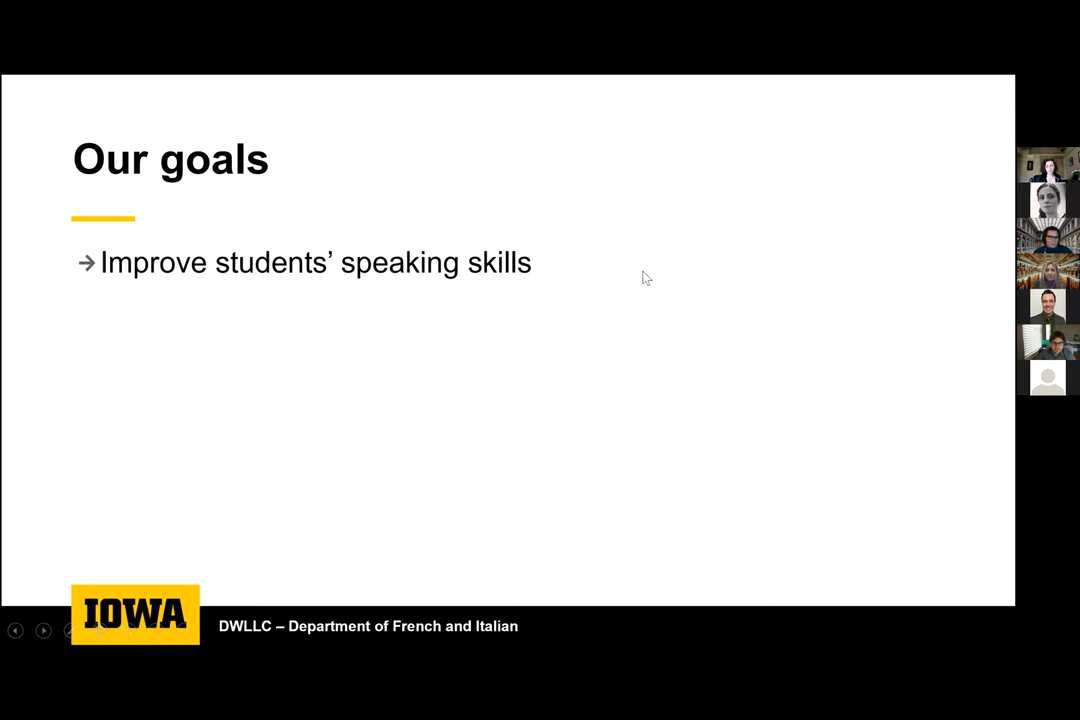 Our goals
→Improve students’ speaking skills
IOWA
DWLLC – Department of French and Italian